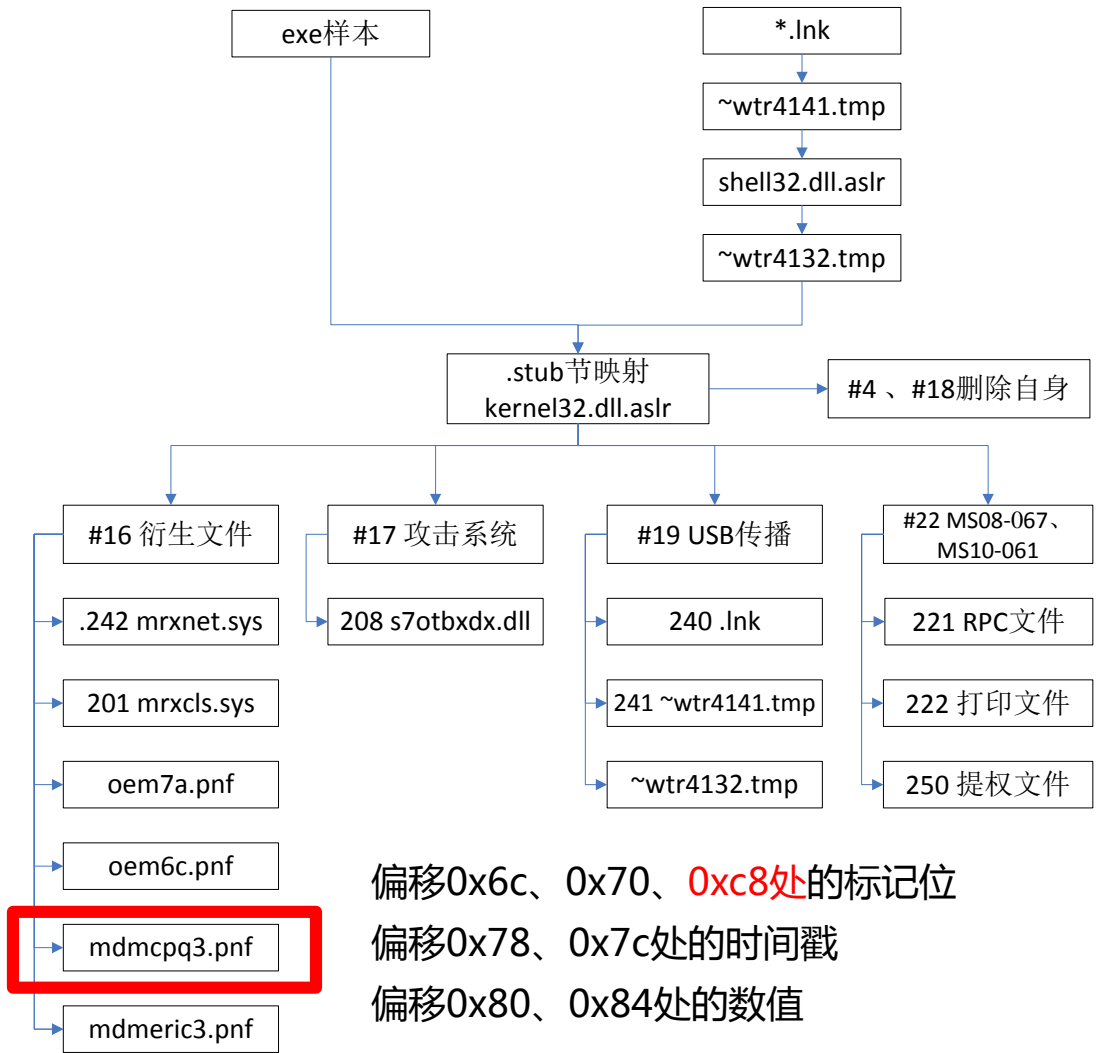 exe样本
*.lnk
~wtr4141.tmp
shell32.dll.aslr
~wtr4132.tmp
.stub节映射
kernel32.dll.aslr
#4 、#18删除自身
#16 衍生文件
#17 攻击系统
#19 USB传播
#22 MS08-067、
MS10-061
.242 mrxnet.sys
208 s7otbxdx.dll
240 .lnk
221 RPC文件
201 mrxcls.sys
241 ~wtr4141.tmp
222 打印文件
oem7a.pnf
~wtr4132.tmp
250 提权文件
oem6c.pnf
mdmcpq3.pnf
mdmeric3.pnf
偏移0x6c、0x70、0xc8处的标记位
偏移0x78、0x7c处的时间戳
偏移0x80、0x84处的数值